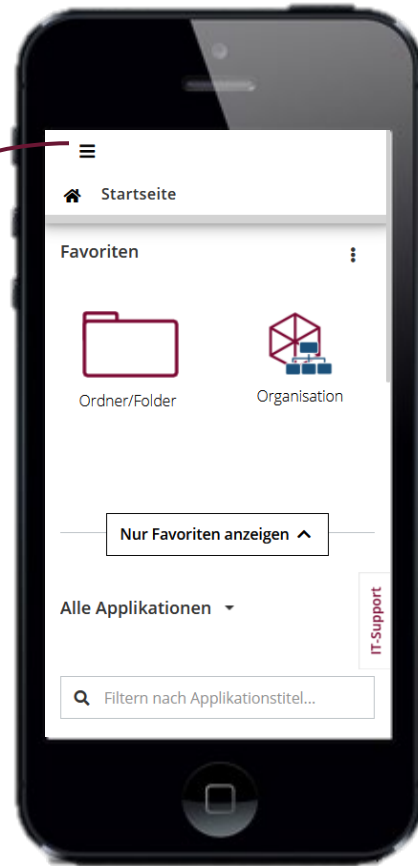 Startseite
Favoriten
Ordner/Folder
Organisation
Nur Favoriten anzeigen
Alle Applikationen
IT-Support
Filtern nach Applikationstitel...